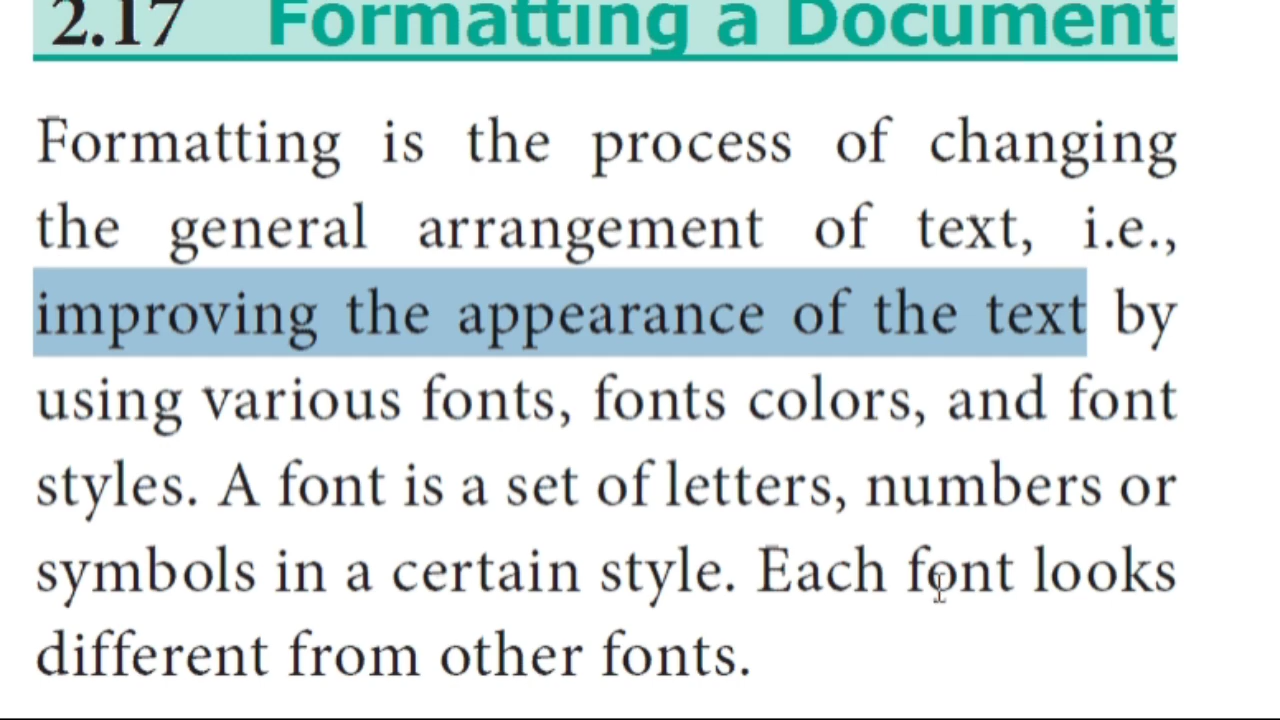 2.17 Formatting a Document
Formatting is the process of changing
the general arrangement of text, i.e.,
improving the appearance of the text by
using various fonts, fonts colors, and font
styles. A font is a set of letters, numbers or
symbols in a certain style. Each font looks
different from other fonts.